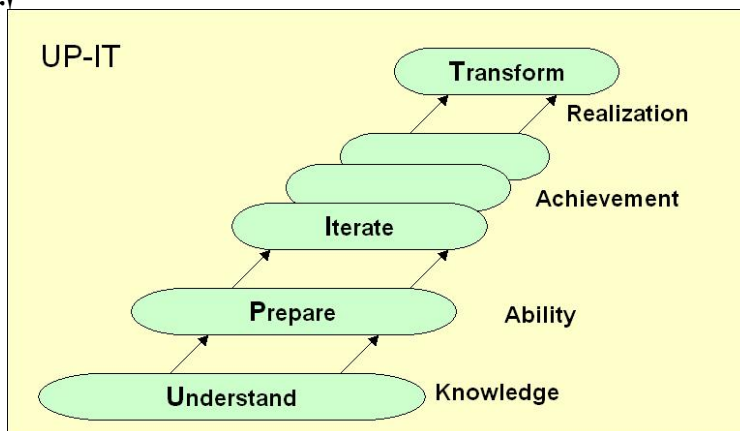 UP-IT
Transform
Realization
Achievement
Iterate
Prepare
Ability
Understand
Knowledge